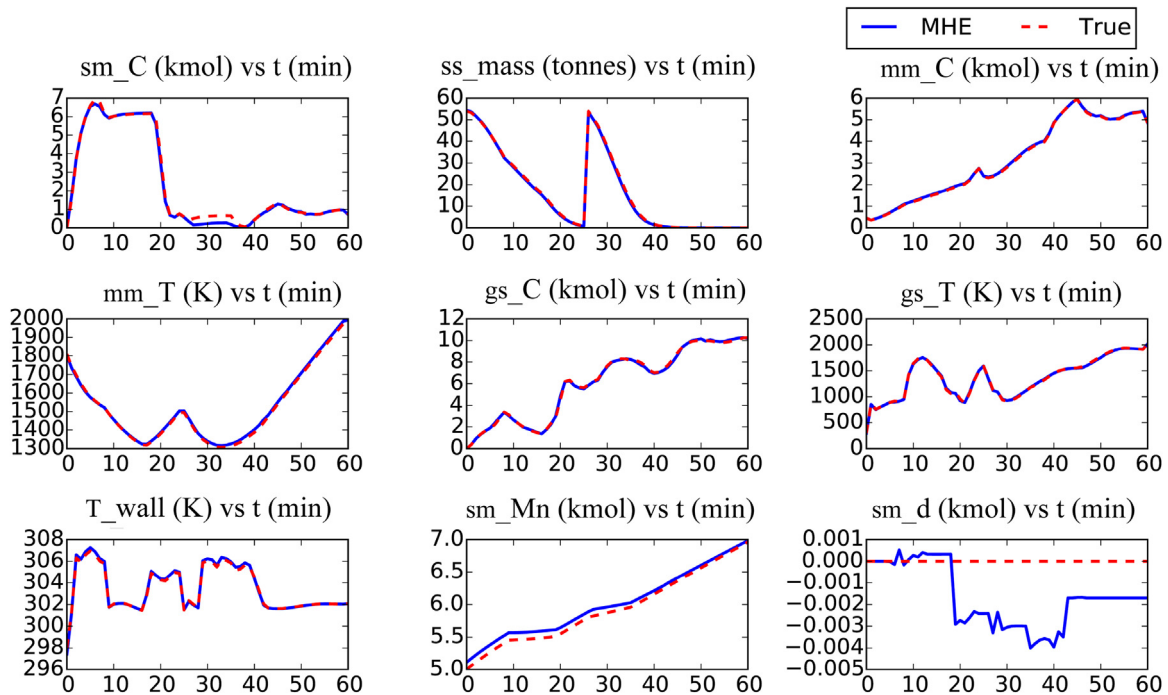 MHE True
sm_C (kmol) vs t (min) ss_mass (tonnes) vs t (min) mm_C (kmol) vs t (min)
7 60 6
6 50 5
5 40 4
4 30 3
3 20 2
2 10 1
1 0 0
0
0 10 20 30 40 50 60 0 10 20 30 40 50 60 0 10 20 30 40 50 60
mm_T (K) vs t (min) gs_C (kmol) vs t (min) gs_T (K) vs t (min)
2000 12 2500
1900 10 2000
1800 8 1500
1700 6 1000
1600 4 500
1500 2 0
1400 0
1300
0 10 20 30 40 50 60 0 10 20 30 40 50 60 0 10 20 30 40 50 60
T_wall (K) vs t (min) sm_Mn (kmol) vs t (min) sm_d (kmol) vs t (min)
308 7.0 0.001
306 6.5 0.000
304 6.0 −0.001
302 5.5 −0.002
300 5.0 −0.003
298 −0.004
296 −0.005
0 10 20 30 40 50 60 0 10 20 30 40 50 60 0 10 20 30 40 50 60